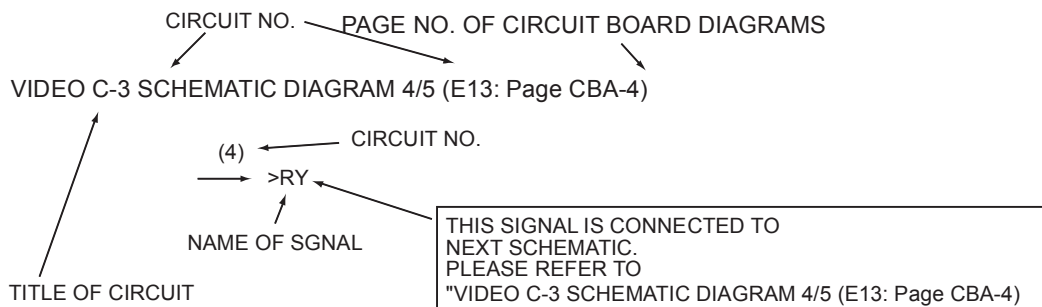 CIRCUIT NO.
PAGE NO. OF CIRCUIT BOARD DIAGRAMS
VIDEO C-3 SCHEMATIC DIAGRAM 4/5 (E13: Page CBA-4)
(4)
CIRCUIT NO.
>RY
NAME OF SGNAL
THIS SIGNAL IS CONNECTED TO
NEXT SCHEMATIC.
PLEASE REFER TO
"VIDEO C-3 SCHEMATIC DIAGRAM 4/5 (E13: Page CBA-4)
TITLE OF CIRCUIT